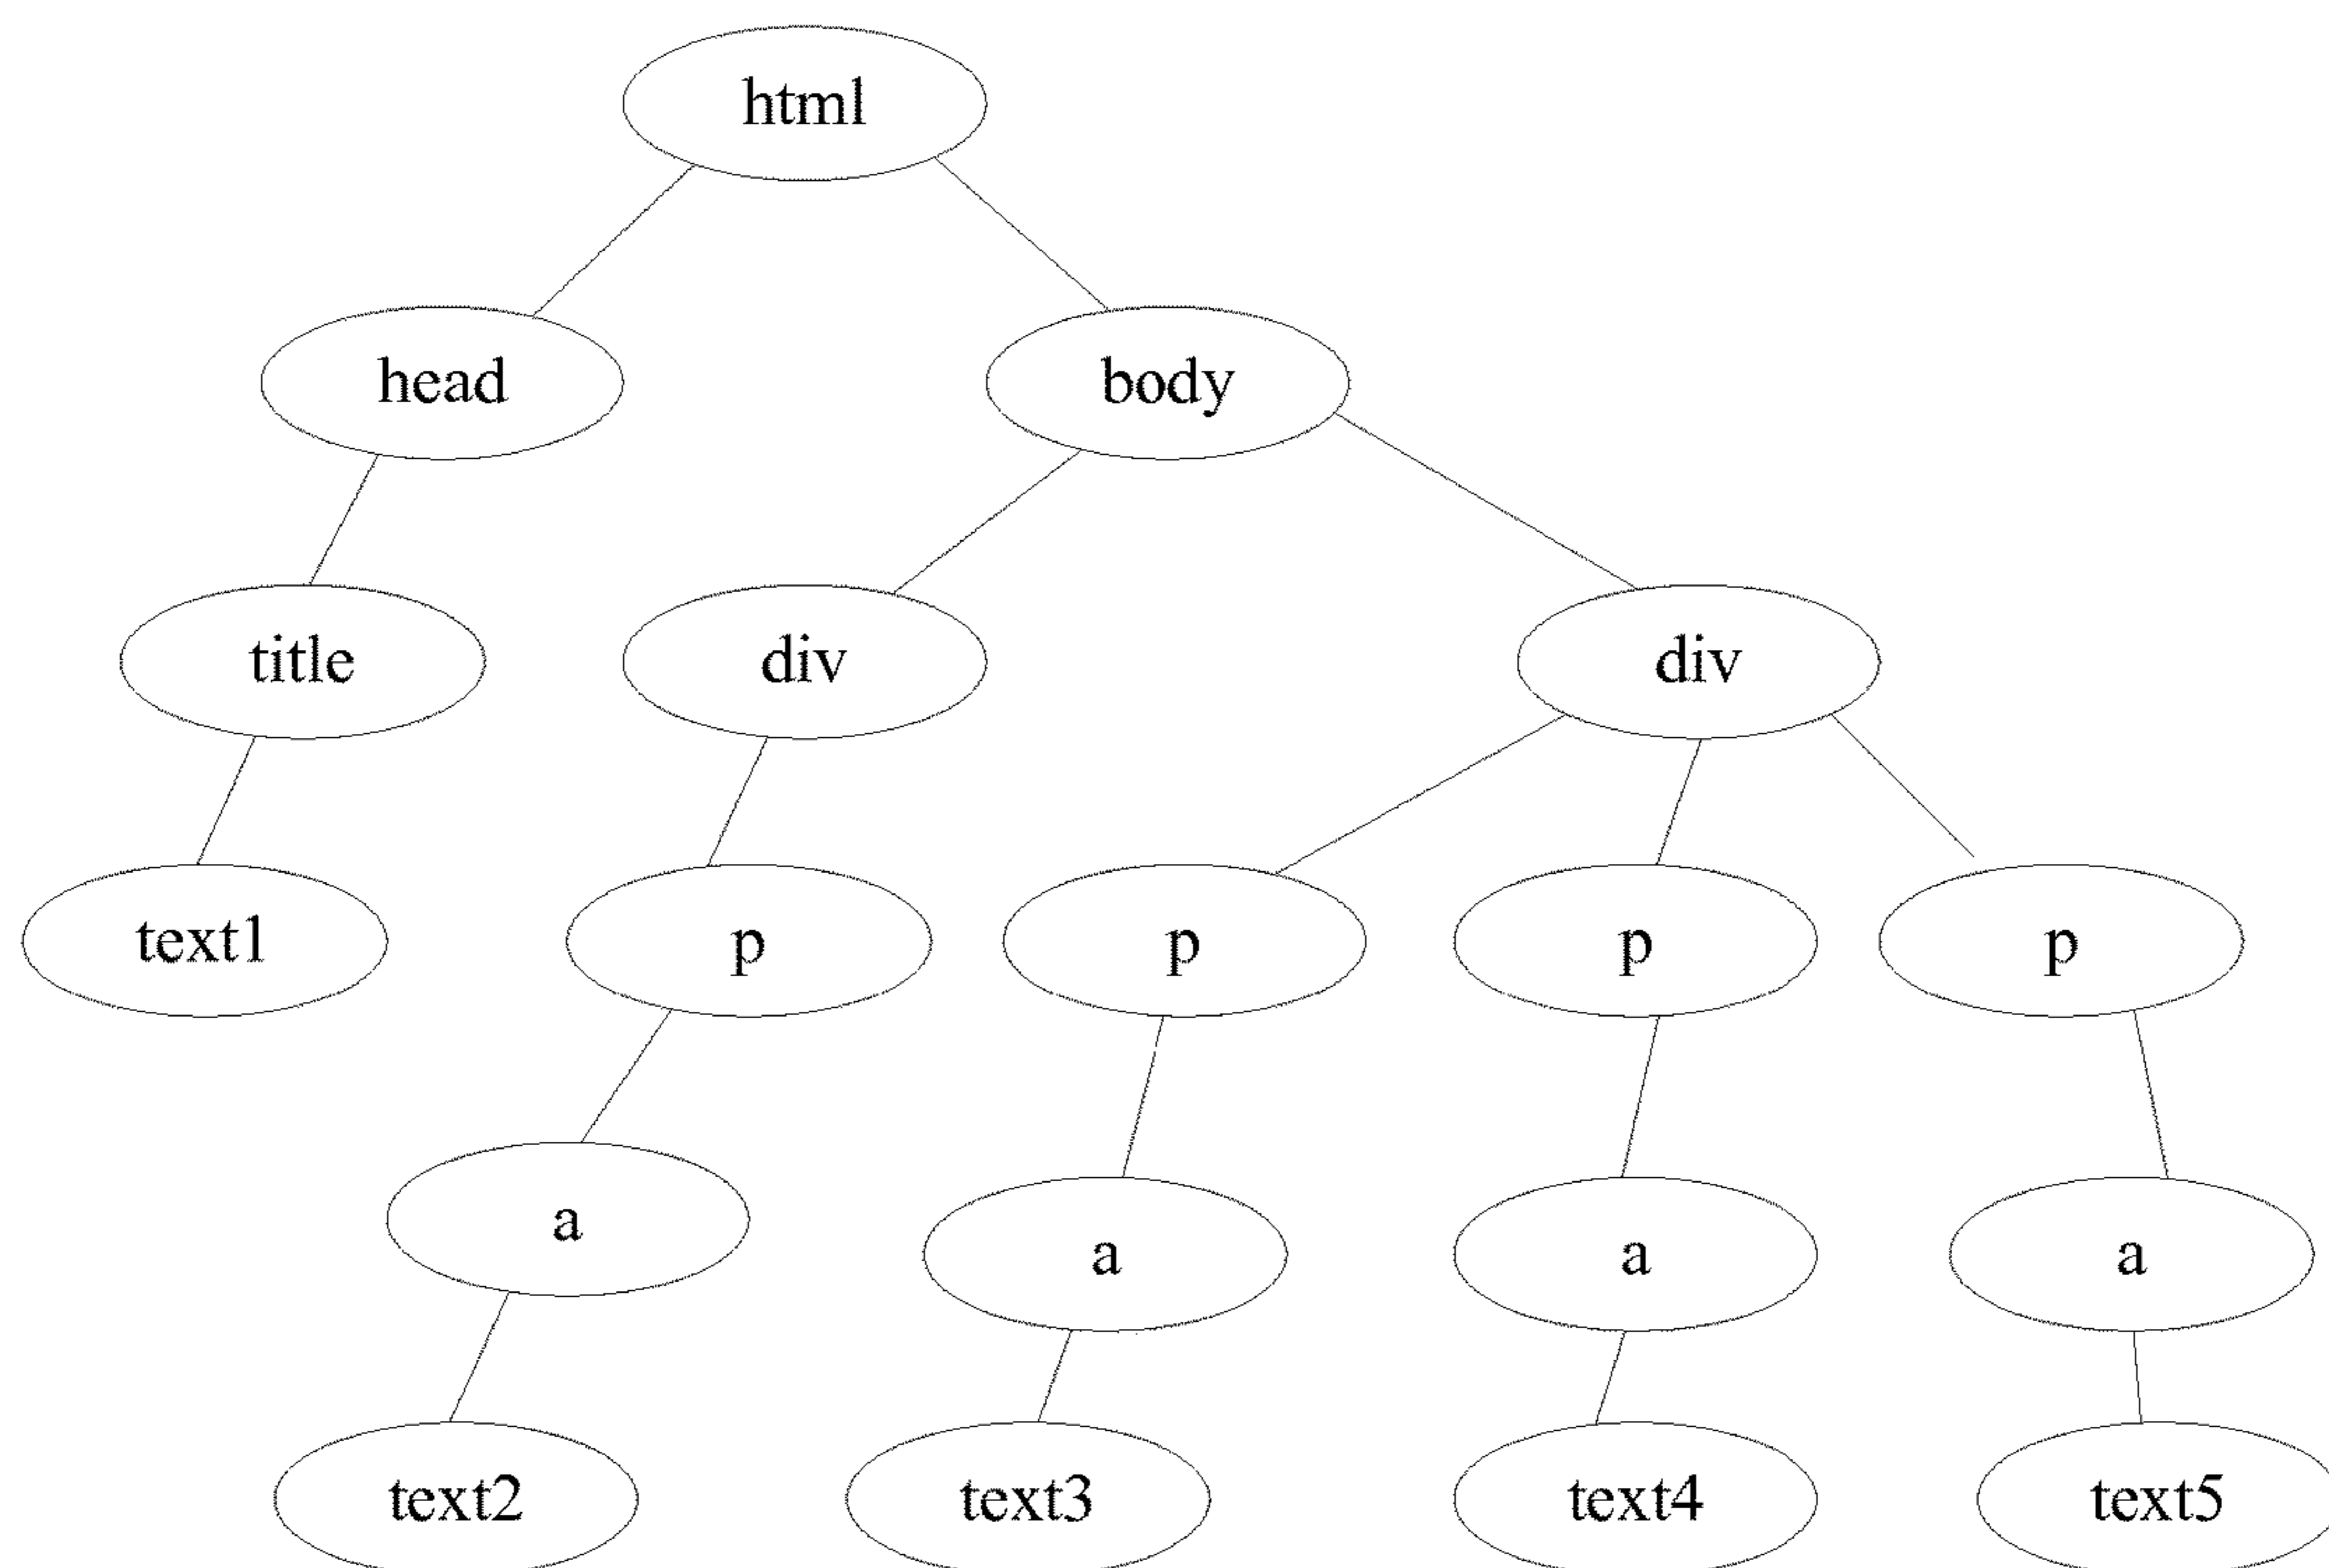 html
head body
title div div
text1 p p p p
a a a a
text2 text3 text4 text5